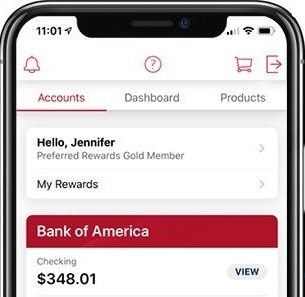 11:01
Accounts Dashboard Products
Hello, Jennifer
Preferred Rewards Gold Member
My Rewards
Bank of America
Checking
$348.01 VIEW